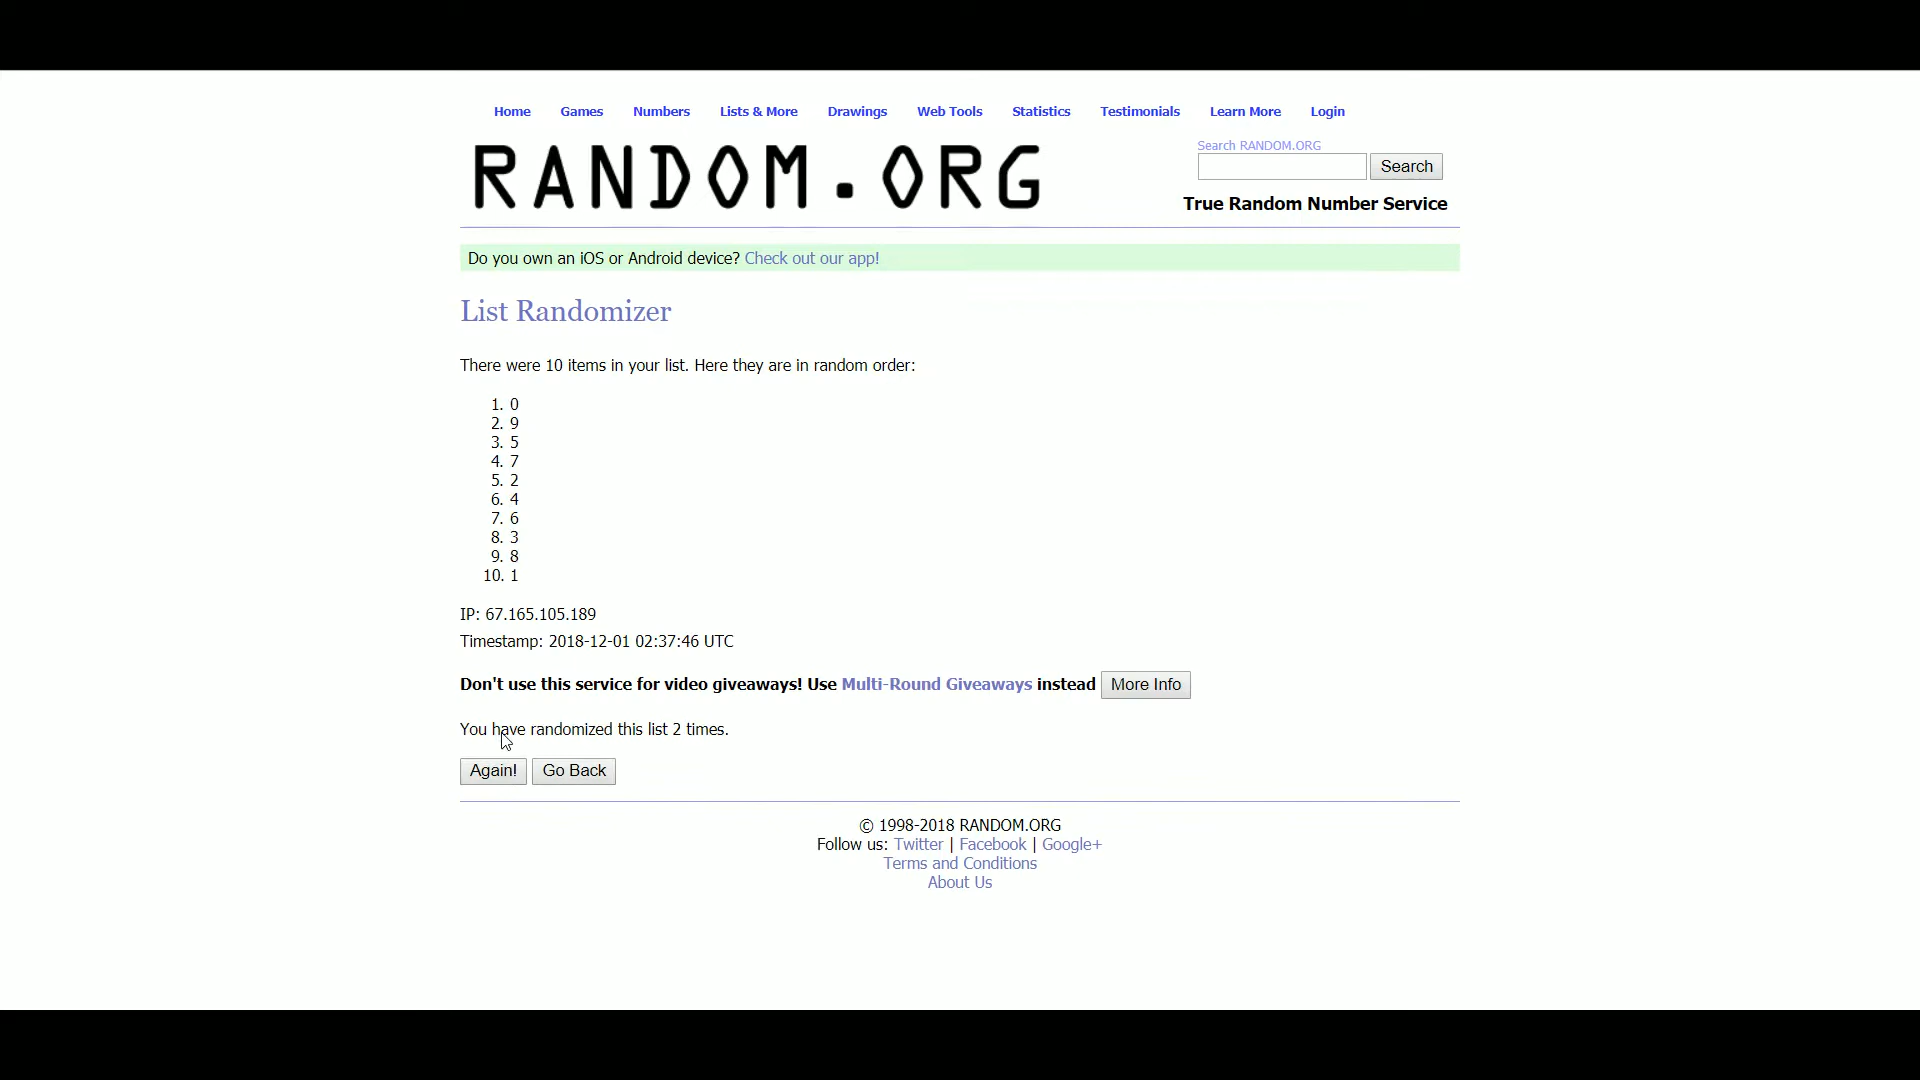 Home Games Numbers Lists & More Drawings Web Tools Statistics Testimonials Learn More Login
RANDOM.ORG
Search RANDOM.ORG
Search
True Random Number Service
Do you own an iOS or Android device? Check out our app!
List Randomizer
There were 10 items in your list. Here they are in random order:
1. 0
2. 9
3. 5
4. 7
5. 2
6. 4
7. 6
8. 3
9. 8
10. 1
IP: 67.165.105.189
Timestamp: 2018-12-01 02:37:46 UTC
Don't use this service for video giveaways! Use Multi-Round Giveaways instead More Info
You have randomized this list 2 times.
Again! Go Back
© 1998-2018 RANDOM.ORG
Follow us: Twitter | Facebook | Google+
Terms and Conditions
About Us